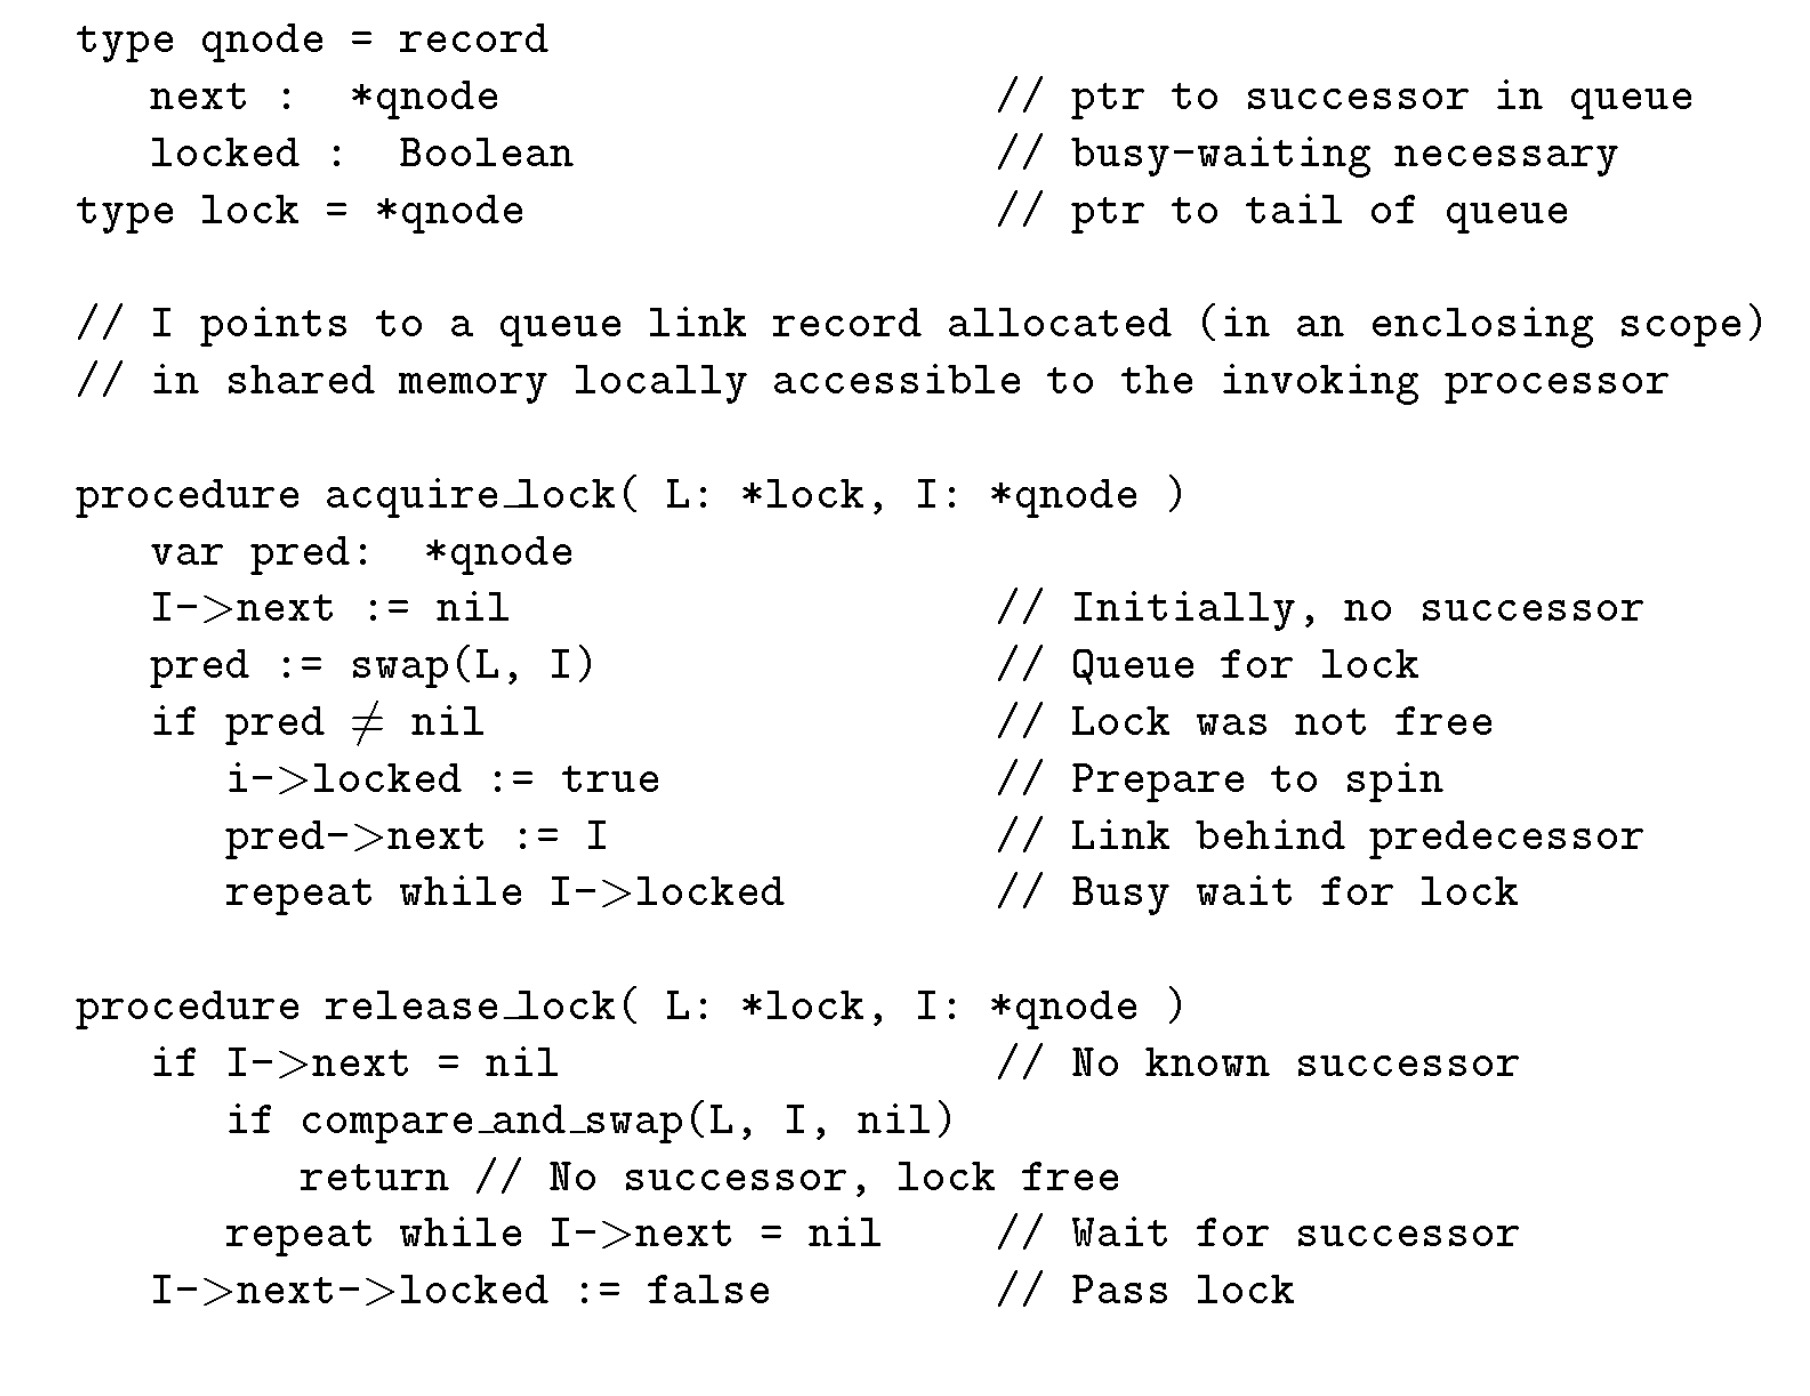 type qnode = record
next : *qnode // ptr to successor in queue
locked : Boolean // busy-waiting necessary
type lock = *qnode // ptr to tail of queue
// I points to a queue link record allocated (in an enclosing scope)
// in shared memory locally accessible to the invoking processor
procedure acquire_lock( L: *lock, I: *qnode )
var pred: *qnode
I->next := nil // Initially, no successor
pred := swap(L, I) // Queue for lock
if pred ≠ nil // Lock was not free
i->locked := true // Prepare to spin
pred->next := I // Link behind predecessor
repeat while I->locked // Busy wait for lock
procedure release_lock( L: *lock, I: *qnode )
if I->next = nil // No known successor
if compare_and_swap(L, I, nil)
return // No successor, lock free
repeat while I->next = nil // Wait for successor
I->next->locked := false // Pass lock